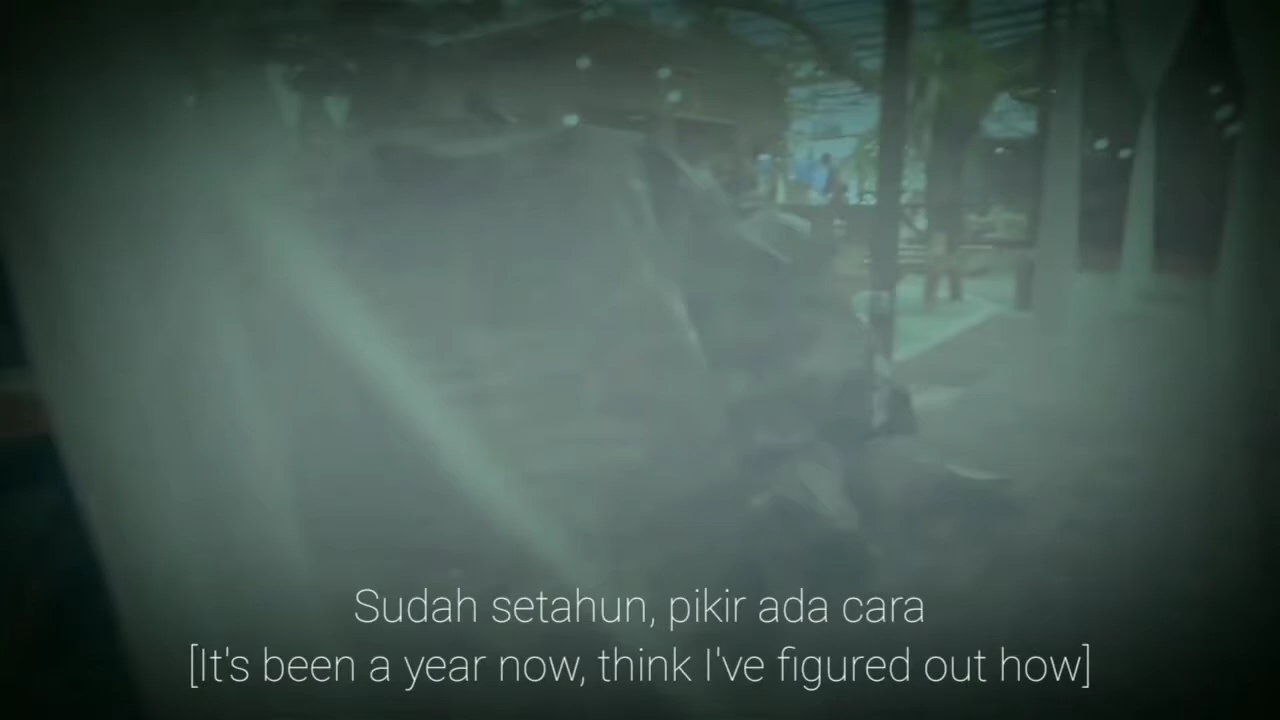 Sudah setahun, pikir ada cara
[It's been a year now, think I've figured out how]